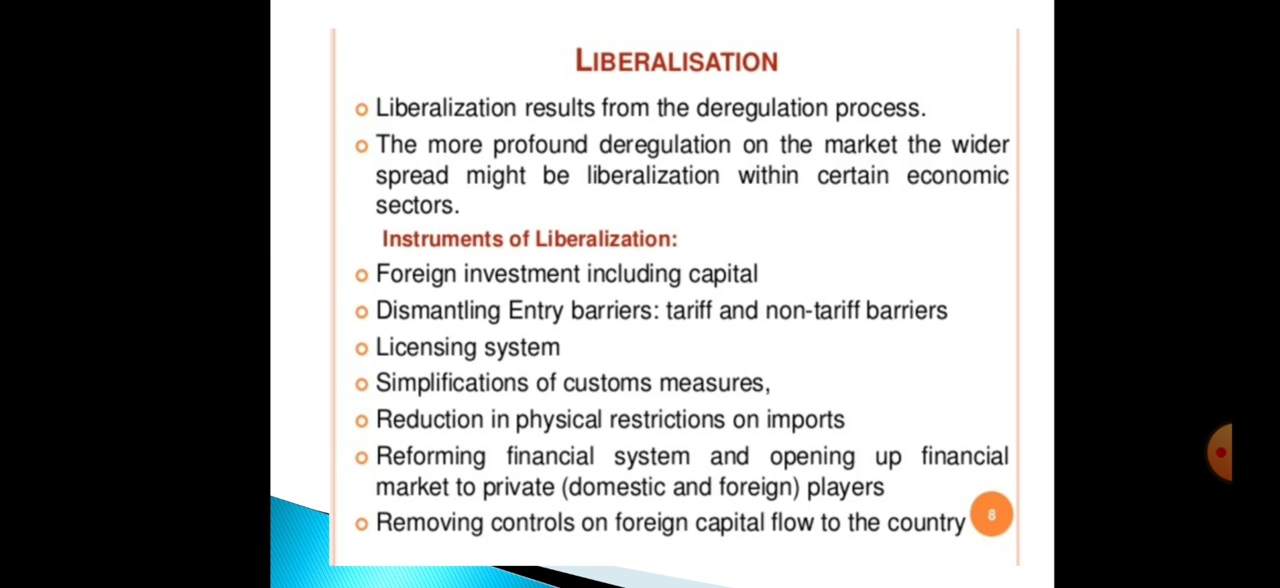 LIBERALISATION
Liberalization results from the deregulation process.
The more profound deregulation on the market the wider
spread might be liberalization within certain economic
sectors.
Instruments of Liberalization:
Foreign investment including capital
Dismantling Entry barriers: tariff and non-tariff barriers
Licensing system
Simplifications of customs measures,
Reduction in physical restrictions on imports
Reforming financial system and opening up financial
market to private (domestic and foreign) players
Removing controls on foreign capital flow to the country
8